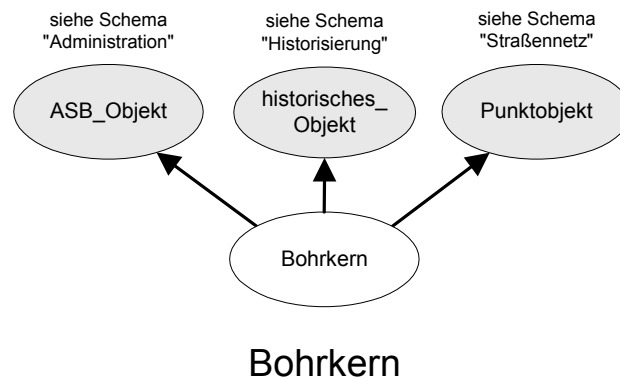 siehe Schema
"Administration"
siehe Schema
"Historisierung"
siehe Schema
"Straßennetz"
ASB_Objekt
historisches_
Objekt
Punktobjekt
Bohrkern
Bohrkern